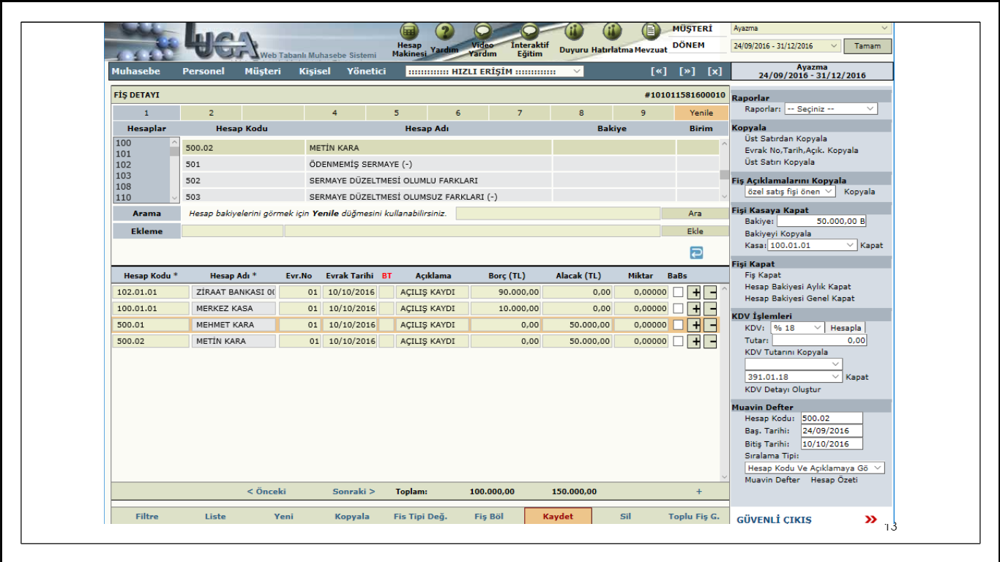 LUCA
Web Tabanlı Muhasebe Sistemi
Hesap Makinesi
Yardım
Video Yardım
İnteraktif Eğitim
Duyuru
Hatırlatma
Mevzuat
MÜŞTERİ
Ayazma
DÖNEM
24/09/2016 - 31/12/2016
Tamam
Muhasebe Personel Müşteri Kişisel Yönetici ::::::::::::: HIZLI ERİŞİM ::::::::::::: [«] [»] [x]
Ayazma
24/09/2016 - 31/12/2016
FİŞ DETAYI #101011581600010
1 2 4 5 6 7 8 9 Yenile
Hesaplar Hesap Kodu Hesap Adı Bakiye Birim
100
101
102
103
108
110
500.02 METİN KARA
501 ÖDENMEMİŞ SERMAYE (-)
502 SERMAYE DÜZELTMESİ OLUMLU FARKLARI
503 SERMAYE DÜZELTMESİ OLUMSUZ FARKLARI (-)
Arama Hesap bakiyelerini görmek için Yenile düğmesini kullanabilirsiniz. Ara
Ekleme Ekle
Hesap Kodu * Hesap Adı * Evr.No Evrak Tarihi BT Açıklama Borç (TL) Alacak (TL) Miktar BaBs
102.01.01 ZİRAAT BANKASI 0( 01 10/10/2016 AÇILIŞ KAYDI 90.000,00 0,00 0,00000 + −
100.01.01 MERKEZ KASA 01 10/10/2016 AÇILIŞ KAYDI 10.000,00 0,00 0,00000 + −
500.01 MEHMET KARA 01 10/10/2016 AÇILIŞ KAYDI 0,00 50.000,00 0,00000 + −
500.02 METİN KARA 01 10/10/2016 AÇILIŞ KAYDI 0,00 50.000,00 0,00000 + −
< Önceki Sonraki > Toplam: 100.000,00 150.000,00 +
Filtre Liste Yeni Kopyala Fis Tipi Değ. Fiş Böl Kaydet Sil Toplu Fiş G.
Raporlar
Raporlar: -- Seçiniz --
Kopyala
Üst Satırdan Kopyala
Evrak No,Tarih,Açık. Kopyala
Üst Satırı Kopyala
Fiş Açıklamalarını Kopyala
özel satış fişi önen Kopyala
Fişi Kasaya Kapat
Bakiye: 50.000,00 B
Bakiyeyi Kopyala
Kasa: 100.01.01 Kapat
Fişi Kapat
Fiş Kapat
Hesap Bakiyesi Aylık Kapat
Hesap Bakiyesi Genel Kapat
KDV İşlemleri
KDV: % 18 Hesapla
Tutar: 0,00
KDV Tutarını Kopyala
391.01.18 Kapat
KDV Detayı Oluştur
Muavin Defter
Hesap Kodu: 500.02
Baş. Tarihi: 24/09/2016
Bitiş Tarihi: 10/10/2016
Sıralama Tipi:
Hesap Kodu Ve Açıklamaya Gö
Muavin Defter Hesap Özeti
GÜVENLİ ÇIKIŞ
13